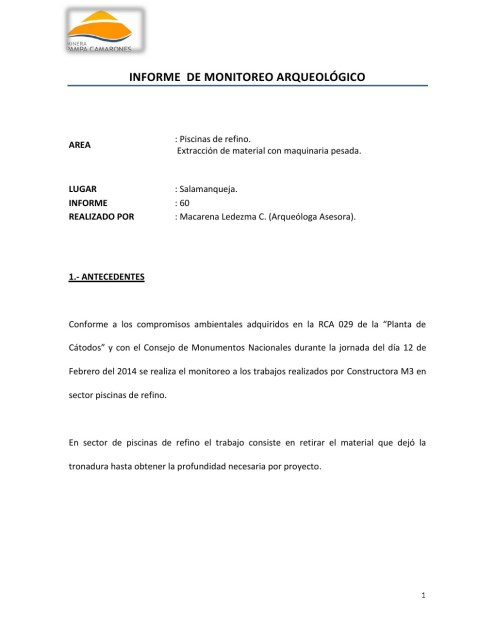 MINERA
PAMPA CAMARONES
INFORME  DE MONITOREO ARQUEOLÓGICO
AREA
: Piscinas de refino.
Extracción de material con maquinaria pesada.
LUGAR : Salamanqueja.
INFORME : 60
REALIZADO POR : Macarena Ledezma C. (Arqueóloga Asesora).
1.- ANTECEDENTES
Conforme a los compromisos ambientales adquiridos en la RCA 029 de la “Planta de
Cátodos” y con el Consejo de Monumentos Nacionales durante la jornada del día 12 de
Febrero del 2014 se realiza el monitoreo a los trabajos realizados por Constructora M3 en
sector piscinas de refino.
En sector de piscinas de refino el trabajo consiste en retirar el material que dejó la
tronadura hasta obtener la profundidad necesaria por proyecto.
1